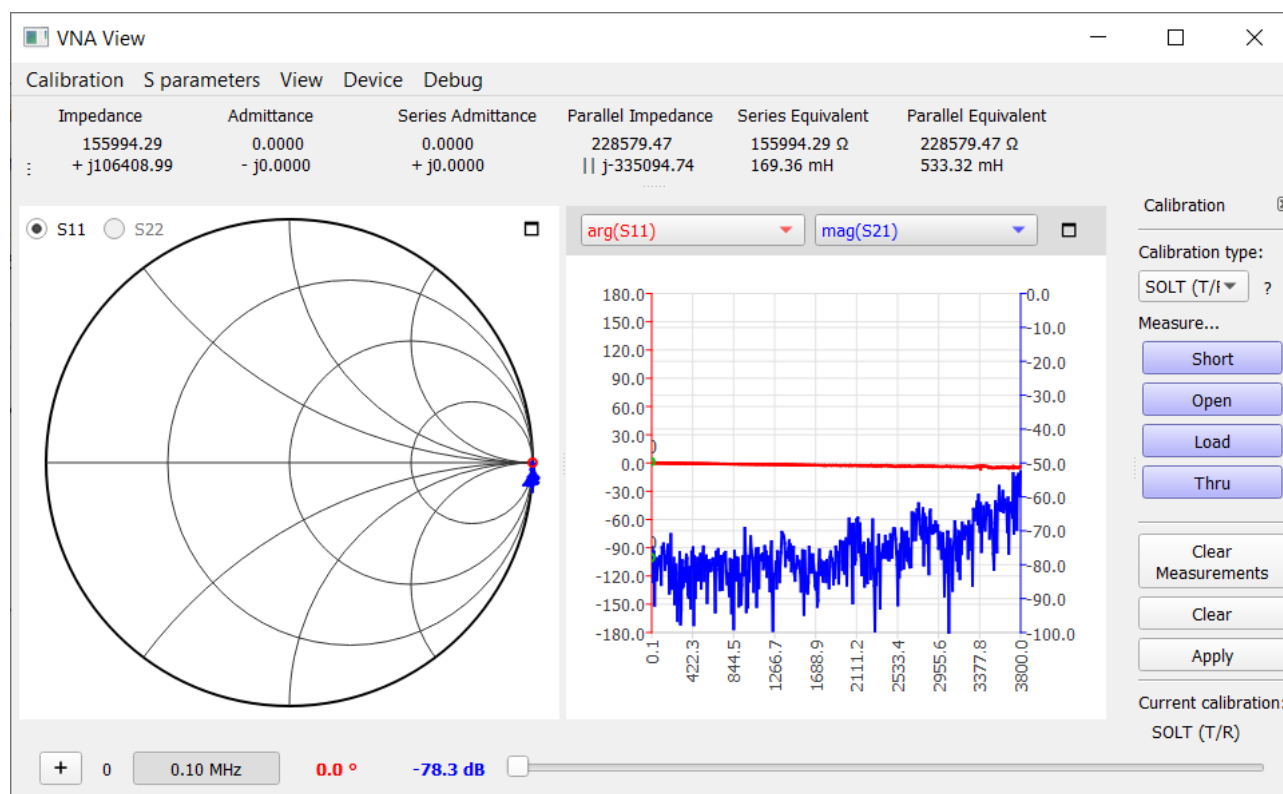 VNA View
Calibration S parameters View Device Debug
Impedance Admittance Series Admittance Parallel Impedance Series Equivalent Parallel Equivalent
155994.29 0.0000 0.0000 228579.47 155994.29 Ω 228579.47 Ω
+ j106408.99 - j0.0000 + j0.0000 || j-335094.74 169.36 mH 533.32 mH
Calibration
S11 S22
arg(S11) mag(S21)
Calibration type:
SOLT (T/ ?
Measure...
Short
Open
Load
Thru
Clear
Measurements
Clear
Apply
Current calibration:
SOLT (T/R)
180.0 0.0
150.0 -10.0
120.0 -20.0
90.0 -30.0
60.0 -40.0
30.0 -50.0
0.0 -60.0
-30.0 -70.0
-60.0 -80.0
-90.0 -90.0
-120.0 -100.0
-150.0
-180.0
0
0
0.1 422.3 844.5 1266.7 1688.9 2111.2 2533.4 2955.6 3377.8 3800.0
+ 0 0.10 MHz 0.0 ° -78.3 dB